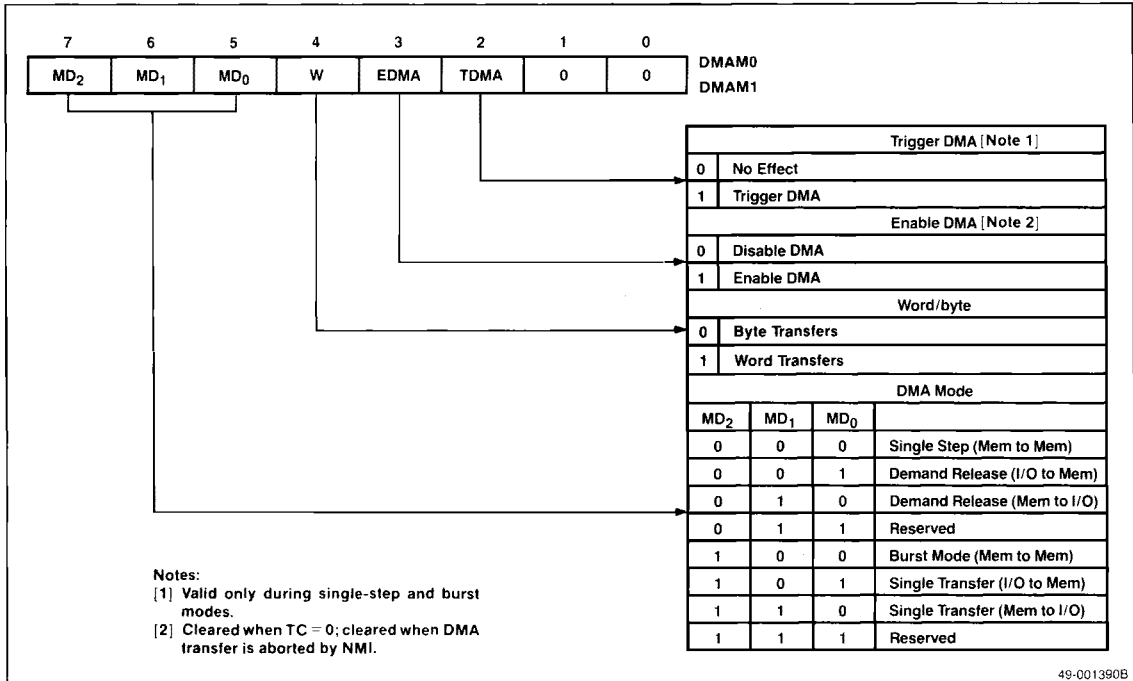 7 6 5 4 3 2 1 0
MD2 MD1 MD0 W EDMA TDMA 0 0
DMAM0
DMAM1
Trigger DMA [Note 1]
0 No Effect
1 Trigger DMA
Enable DMA [Note 2]
0 Disable DMA
1 Enable DMA
Word/byte
0 Byte Transfers
1 Word Transfers
DMA Mode
MD2 MD1 MD0
0 0 0 Single Step (Mem to Mem)
0 0 1 Demand Release (I/O to Mem)
0 1 0 Demand Release (Mem to I/O)
0 1 1 Reserved
1 0 0 Burst Mode (Mem to Mem)
1 0 1 Single Transfer (I/O to Mem)
1 1 0 Single Transfer (Mem to I/O)
1 1 1 Reserved
Notes:
[1] Valid only during single-step and burst
modes.
[2] Cleared when TC = 0; cleared when DMA
transfer is aborted by NMI.
49-001390B